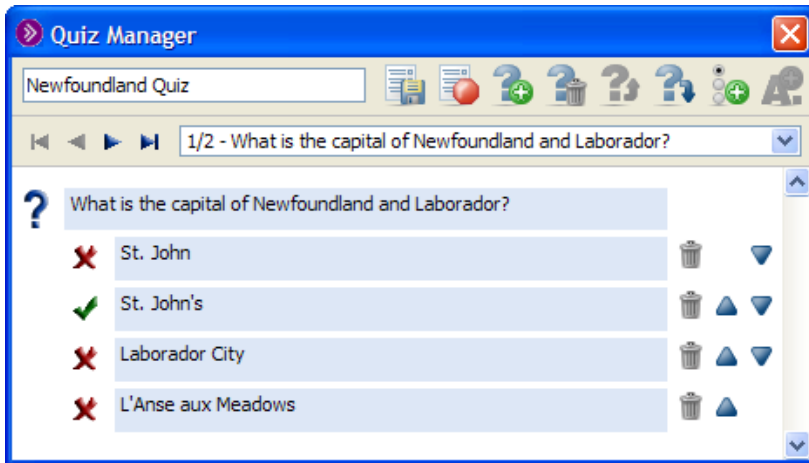 Quiz Manager
Newfoundland Quiz
1/2 - What is the capital of Newfoundland and Laborador?
What is the capital of Newfoundland and Laborador?
St. John
St. John's
Laborador City
L'Anse aux Meadows